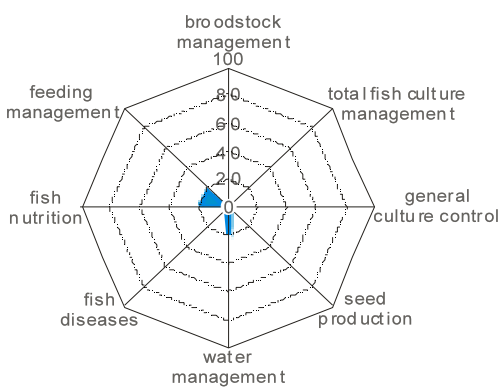 broodstock
management
100
feeding
management
80
total fish culture
management
60
40
20
fish
nutrition
0
general
culture control
fish
diseases
seed
production
water
management